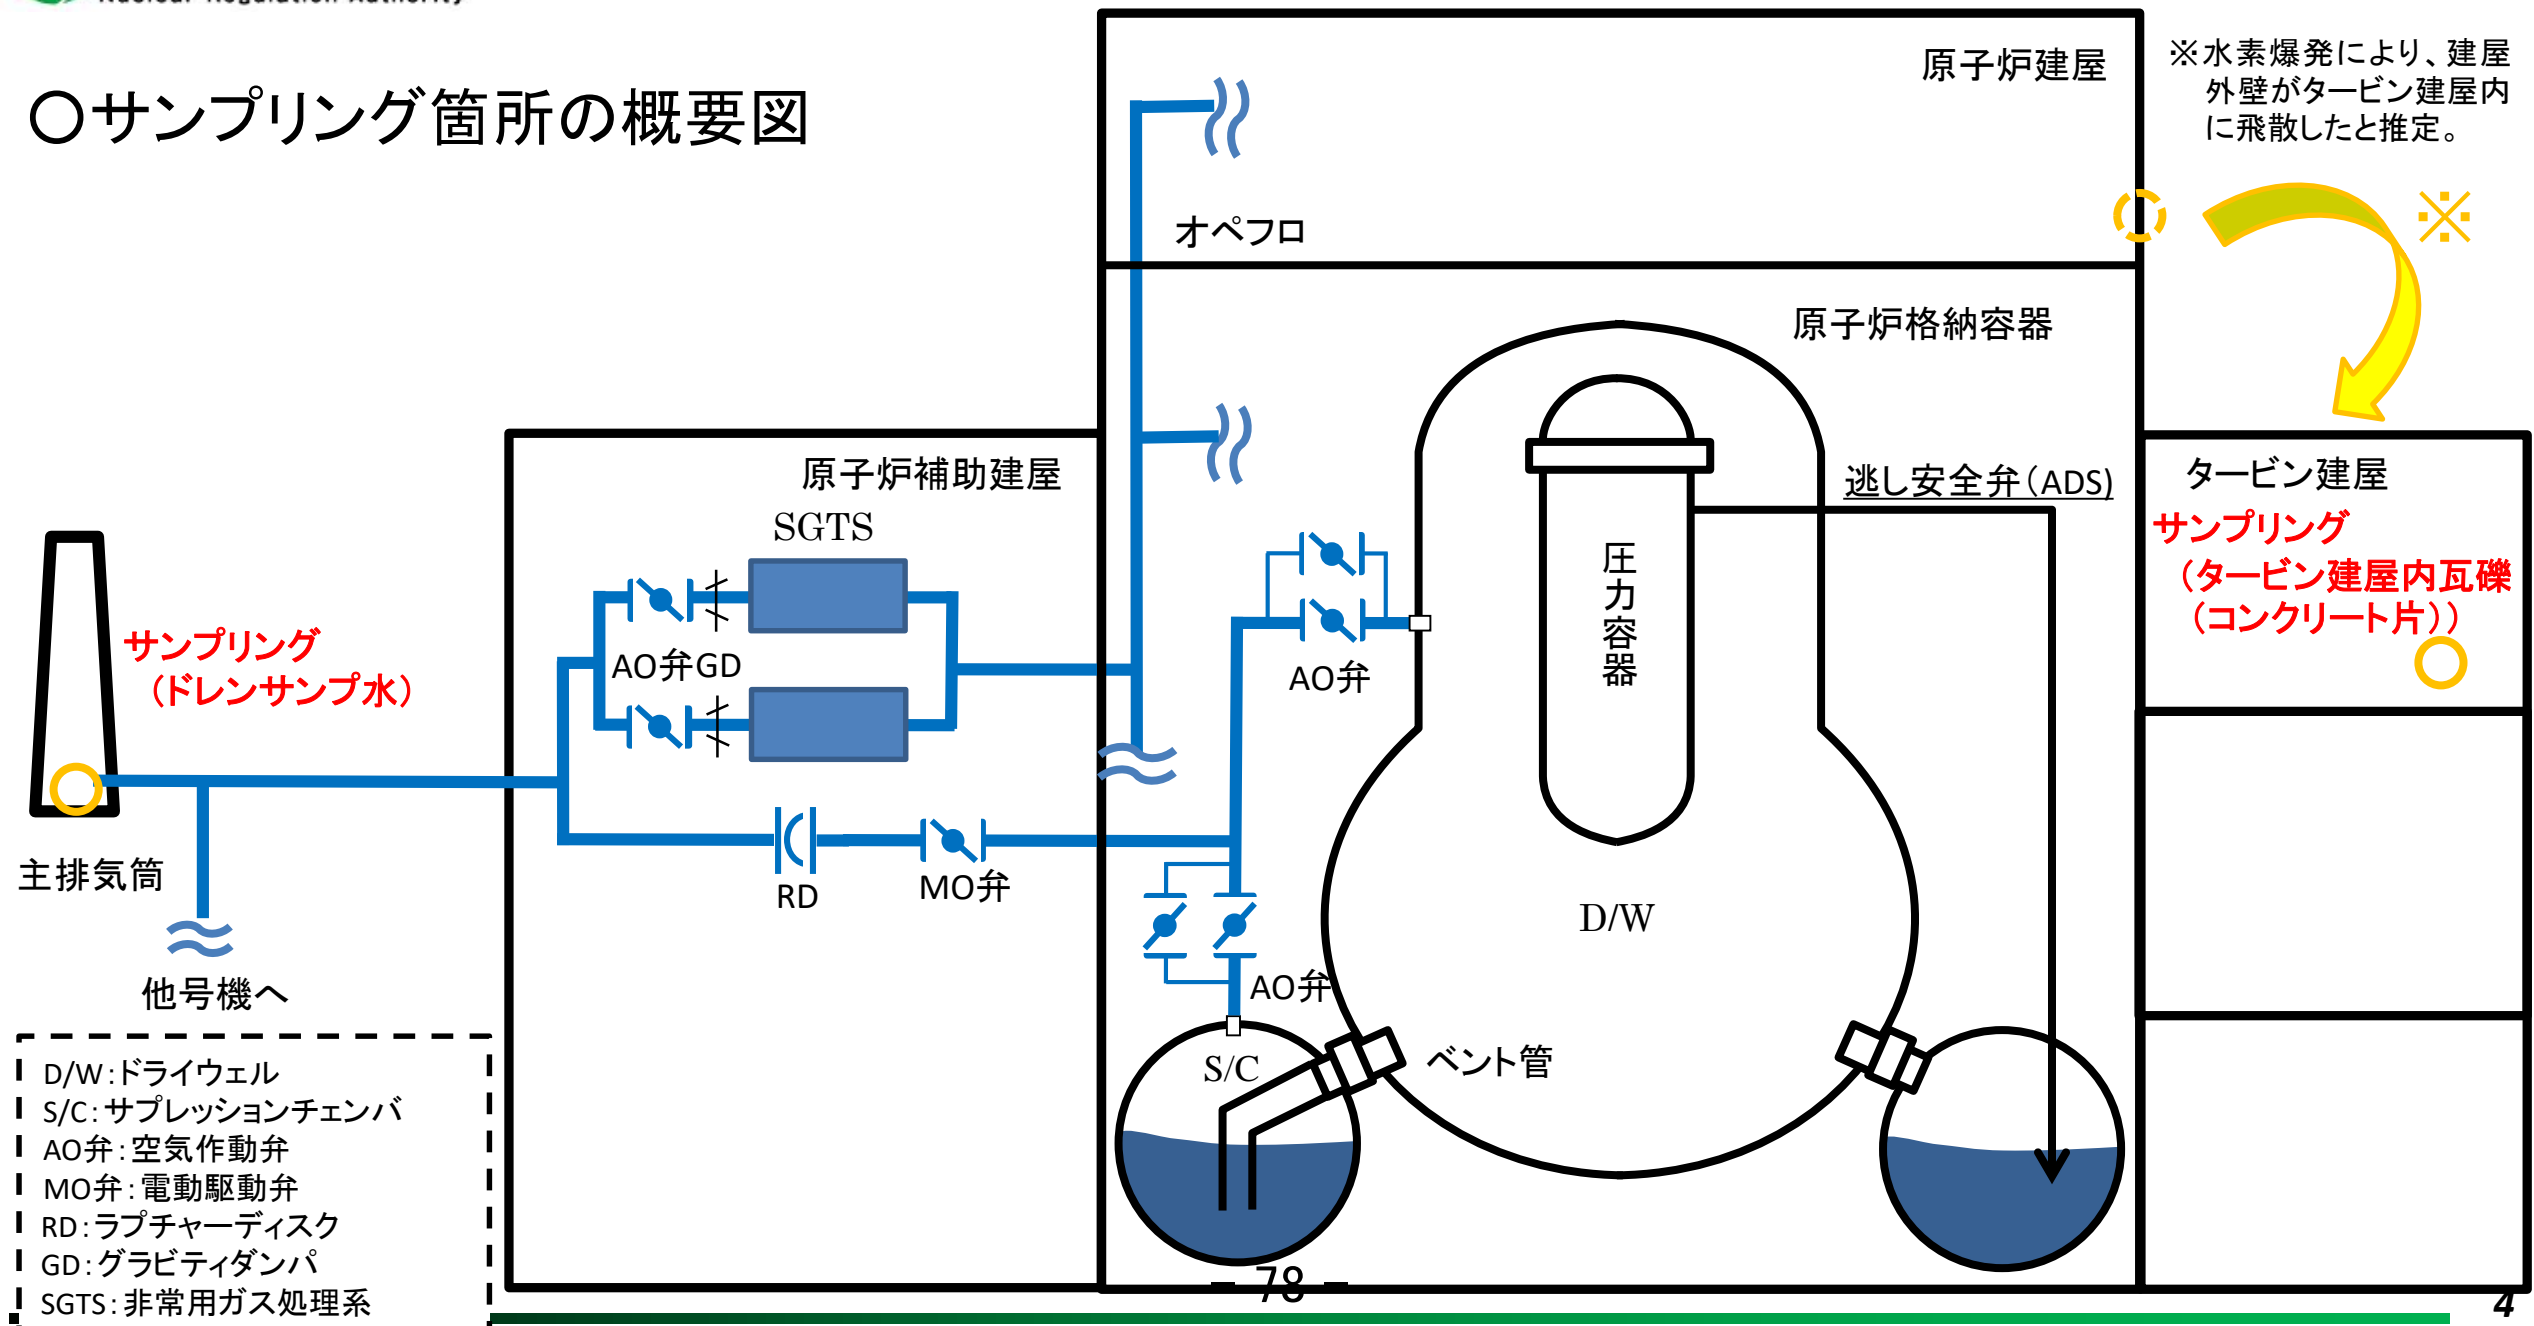 Nuclear Regulation Authority
〇サンプリング箇所の概要図
原子炉建屋
※水素爆発により、建屋
外壁がタービン建屋内
に飛散したと推定。
※
オペフロ
原子炉格納容器
原子炉補助建屋
SGTS
逃し安全弁(ADS)
タービン建屋
サンプリング
(タービン建屋内瓦礫
(コンクリート片))
圧力容器
サンプリング
(ドレンサンプ水)
AO弁GD
AO弁
主排気筒
RD
MO弁
D/W
他号機へ
AO弁
S/C
ベント管
D/W:ドライウェル
S/C:サプレッションチェンバ
AO弁:空気作動弁
MO弁:電動駆動弁
RD:ラプチャーディスク
GD:グラビティダンパ
SGTS:非常用ガス処理系
- 78 -
4